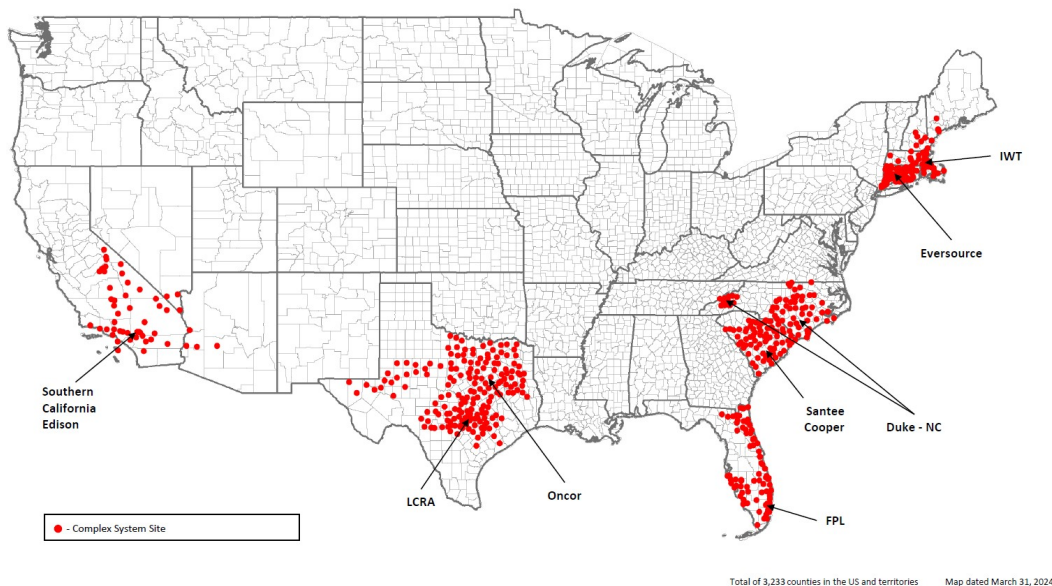 IWT
Eversource
Southern
California
Edison
Santee
Cooper
Duke - NC
LCRA
Oncor
FPL
- Complex System Site
Total of 3,233 counties in the US and territories Map dated March 31, 2024